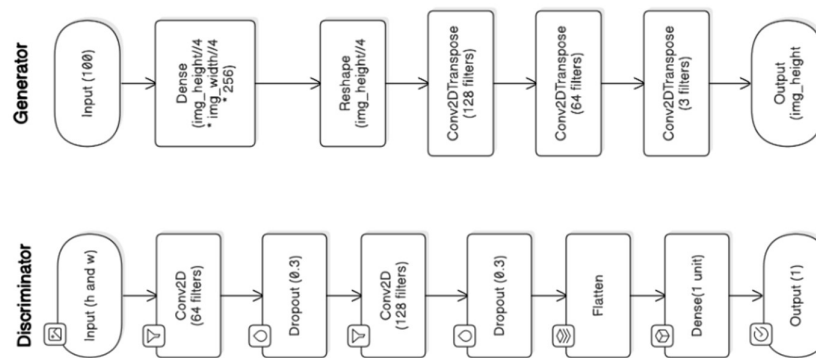 Generator
Input (100)
Dense
(img_height//4
* img_width//4
* 256)
Reshape
(img_height//4
Conv2DTranspose
(128 filters)
Conv2DTranspose
(64 filters)
Conv2DTranspose
(3 filters)
Output
(img_height
Discriminator
Input (h and w)
Conv2D
(64 filters)
Dropout (0.3)
Conv2D
(128 filters)
Dropout (0.3)
Flatten
Dense(1 unit)
Output (1)